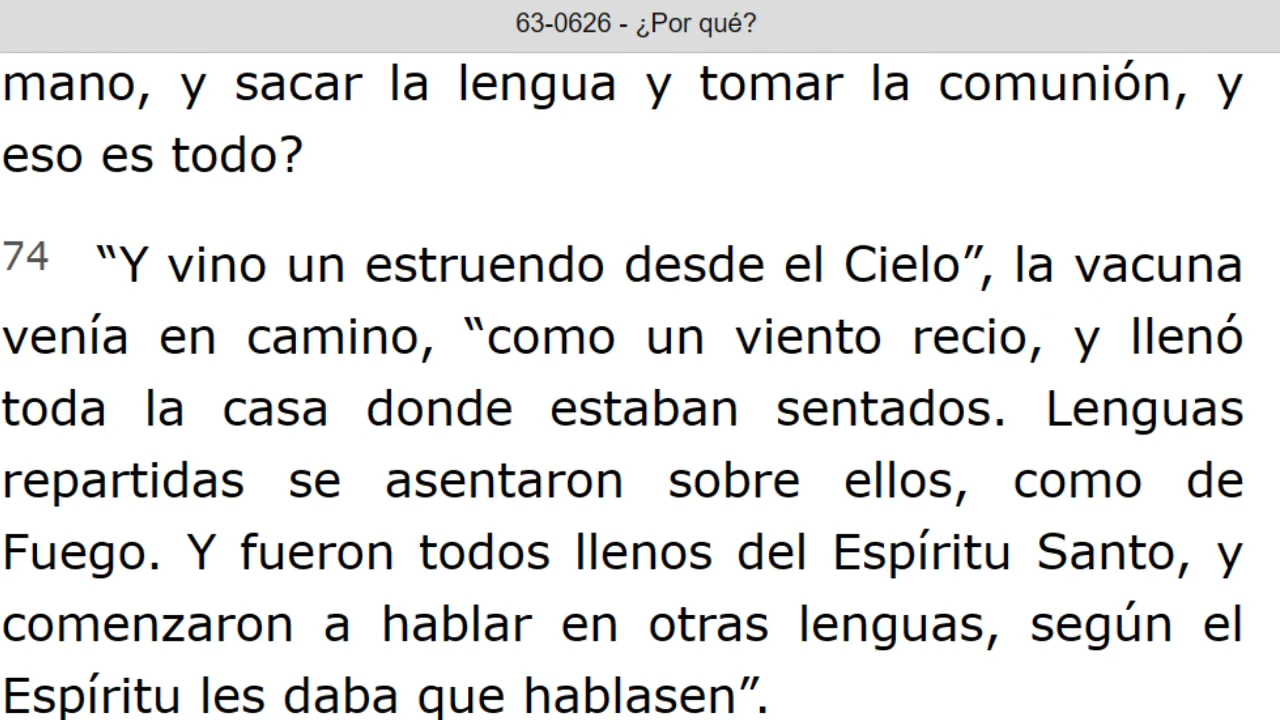 63-0626 - ¿Por qué?
mano, y sacar la lengua y tomar la comunión, y
eso es todo?
74 “Y vino un estruendo desde el Cielo”, la vacuna
venía en camino, “como un viento recio, y llenó
toda la casa donde estaban sentados. Lenguas
repartidas se asentaron sobre ellos, como de
Fuego. Y fueron todos llenos del Espíritu Santo, y
comenzaron a hablar en otras lenguas, según el
Espíritu les daba que hablasen”.